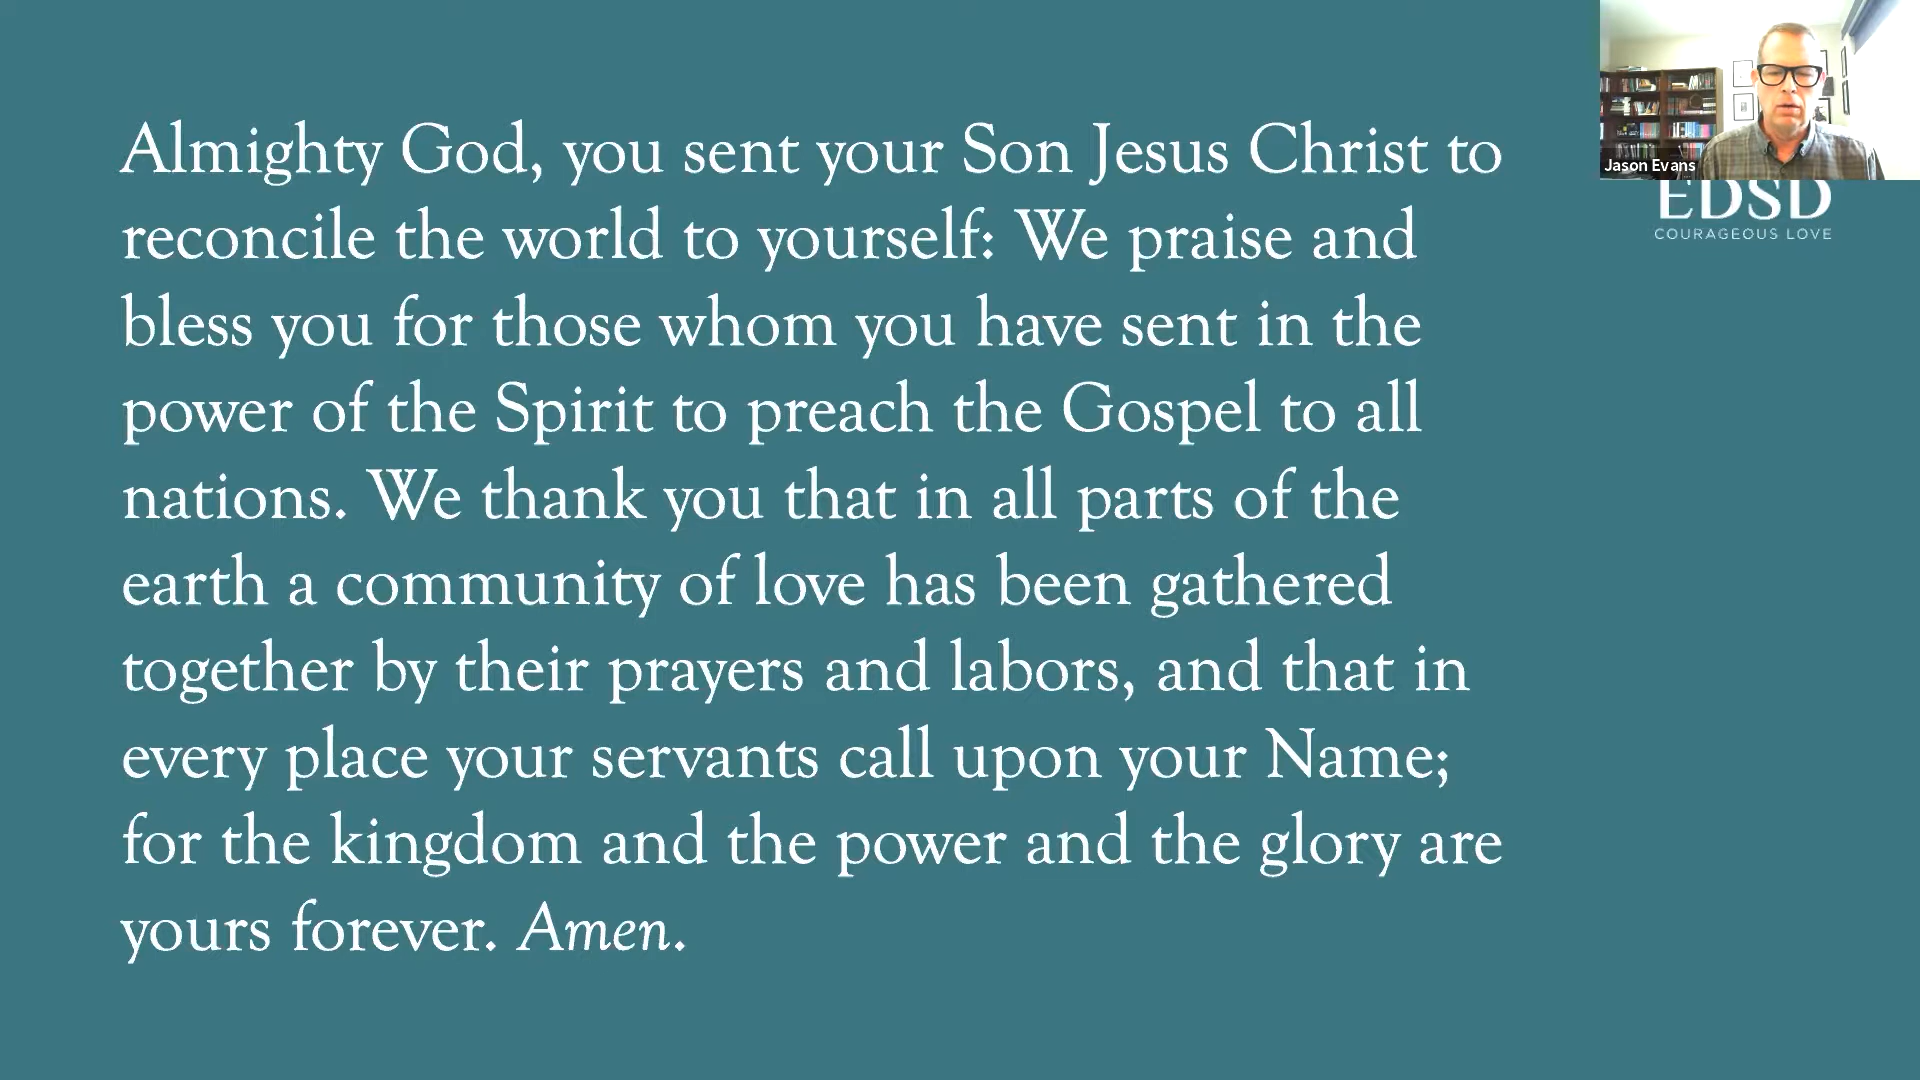 Almighty God, you sent your Son Jesus Christ to
reconcile the world to yourself: We praise and
bless you for those whom you have sent in the
power of the Spirit to preach the Gospel to all
nations. We thank you that in all parts of the
earth a community of love has been gathered
together by their prayers and labors, and that in
every place your servants call upon your Name;
for the kingdom and the power and the glory are
yours forever. Amen.
Jason Evans
EDSD
COURAGEOUS LOVE